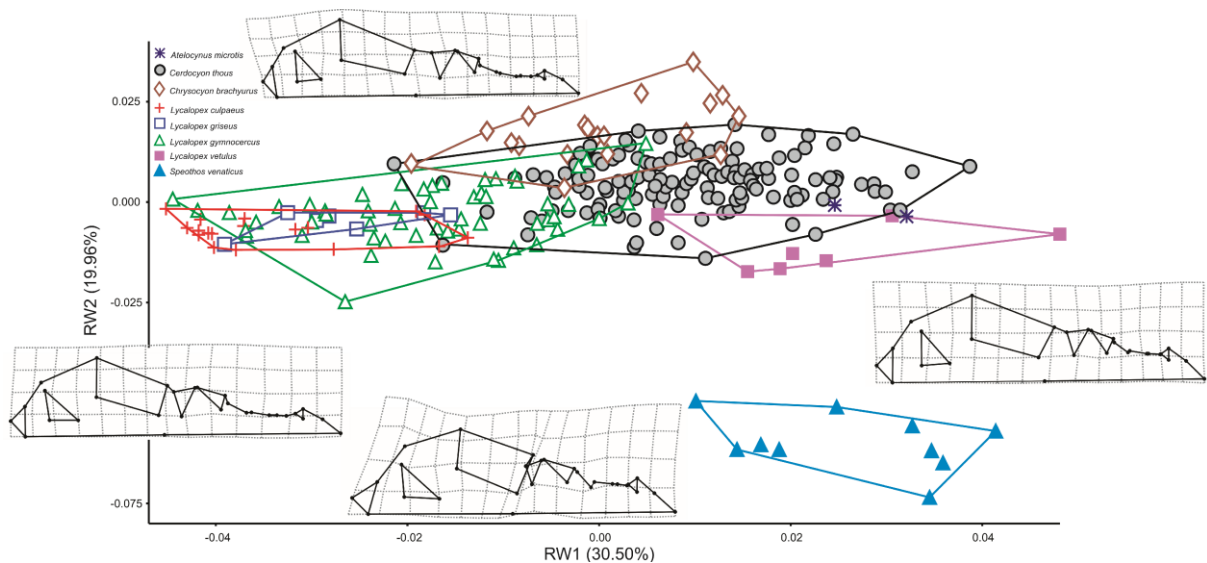 Atelocynus microtis
Cerdocyon thous
Chrysocyon brachyurus
Lycalopex culpaeus
Lycalopex griseus
Lycalopex gymnocercus
Lycalopex vetulus
Speothos venaticus
RW2 (19.96%)
0.025
0.000
-0.025
-0.075
-0.04
-0.02
0.00
0.02
0.04
RW1 (30.50%)